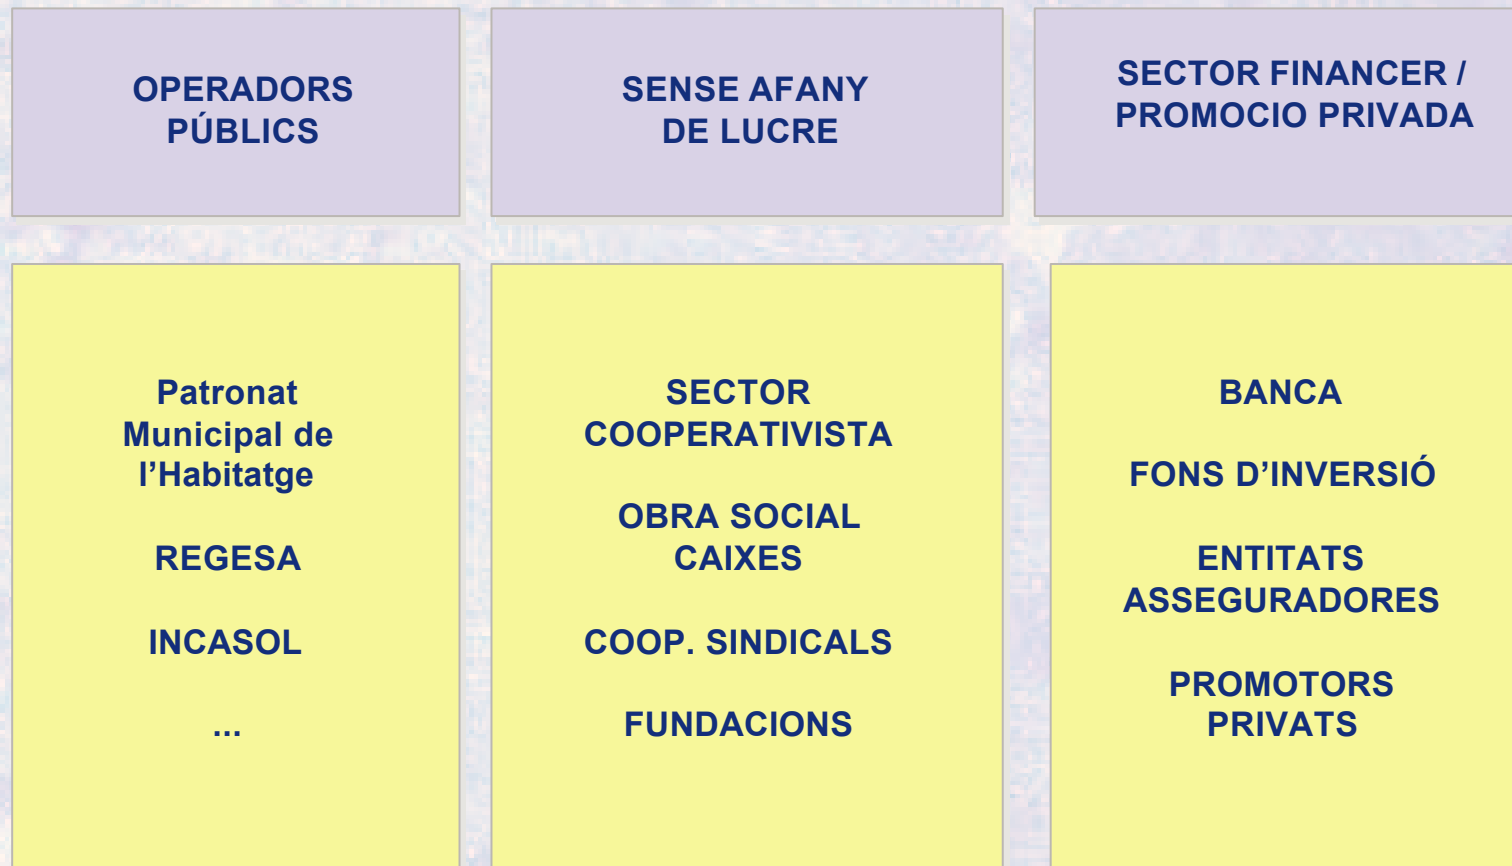 OPERADORS
PÚBLICS
SENSE AFANY
DE LUCRE
SECTOR FINANCER /
PROMOCIO PRIVADA
Patronat
Municipal de
l’Habitatge
REGESA
INCASOL
...
SECTOR
COOPERATIVISTA
OBRA SOCIAL
CAIXES
COOP. SINDICALS
FUNDACIONS
BANCA
FONS D’INVERSIÓ
ENTITATS
ASSEGURADORES
PROMOTORS
PRIVATS